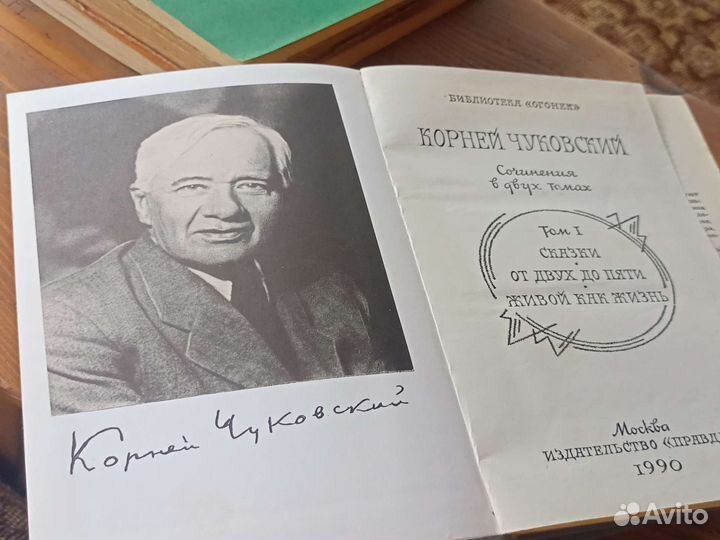 Корней Чуковский
БИБЛИОТЕКА «ОГОНЕК»
КОРНЕЙ ЧУКОВСКИЙ
Сочинения
в двух томах
Том I
СКАЗКИ
ОТ ДВУХ ДО ПЯТИ
ЖИВОЙ КАК ЖИЗНЬ
Москва
ИЗДАТЕЛЬСТВО «ПРАВД
1990
Avito